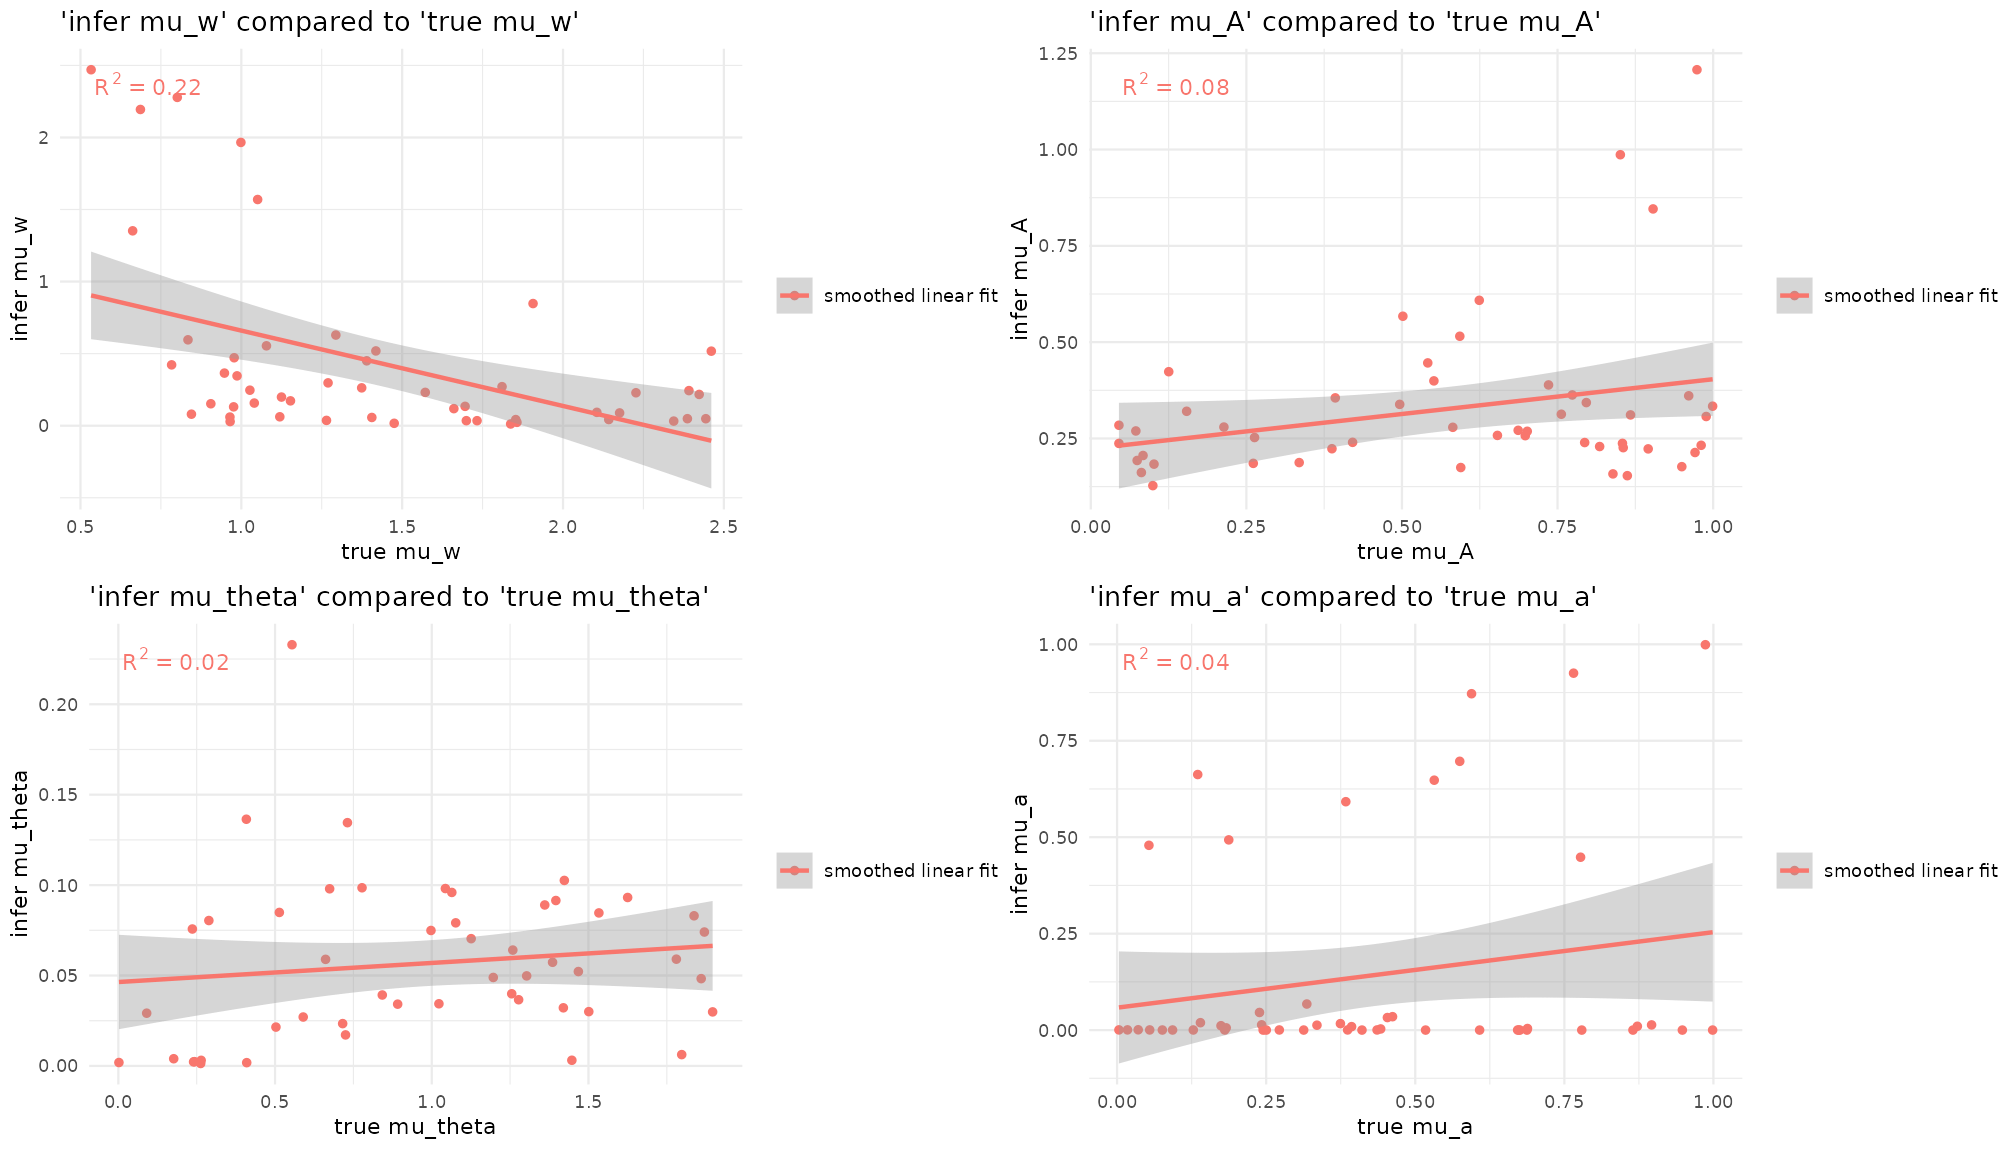 'infer mu_w' compared to 'true mu_w'
R² = 0.22
2
1
0
infer mu_w
0.5 1.0 1.5 2.0 2.5
true mu_w
smoothed linear fit
'infer mu_A' compared to 'true mu_A'
R² = 0.08
1.25
1.00
0.75
0.50
0.25
infer mu_A
0.00 0.25 0.50 0.75 1.00
true mu_A
smoothed linear fit
'infer mu_theta' compared to 'true mu_theta'
R² = 0.02
0.20
0.15
0.10
0.05
0.00
infer mu_theta
0.0 0.5 1.0 1.5
true mu_theta
smoothed linear fit
'infer mu_a' compared to 'true mu_a'
R² = 0.04
1.00
0.75
0.50
0.25
0.00
infer mu_a
0.00 0.25 0.50 0.75 1.00
true mu_a
smoothed linear fit